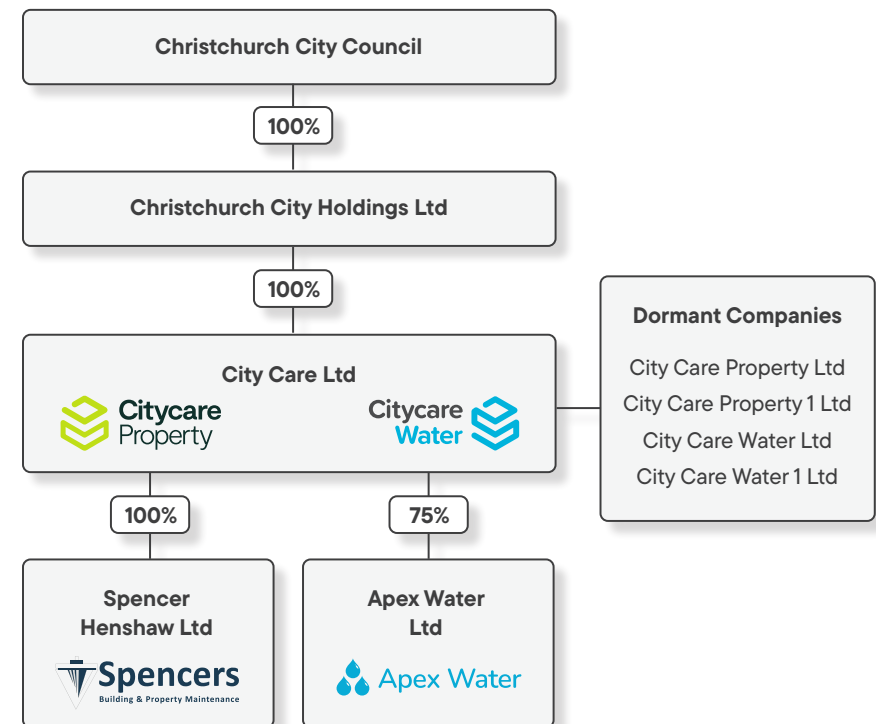 Christchurch City Council
100%
Christchurch City Holdings Ltd
100%
City Care Ltd
Citycare
Property
Citycare
Water
Dormant Companies
City Care Property Ltd
City Care Property 1 Ltd
City Care Water Ltd
City Care Water 1 Ltd
100%
75%
Spencer
Henshaw Ltd
Spencers
Building & Property Maintenance
Apex Water
Ltd
Apex Water